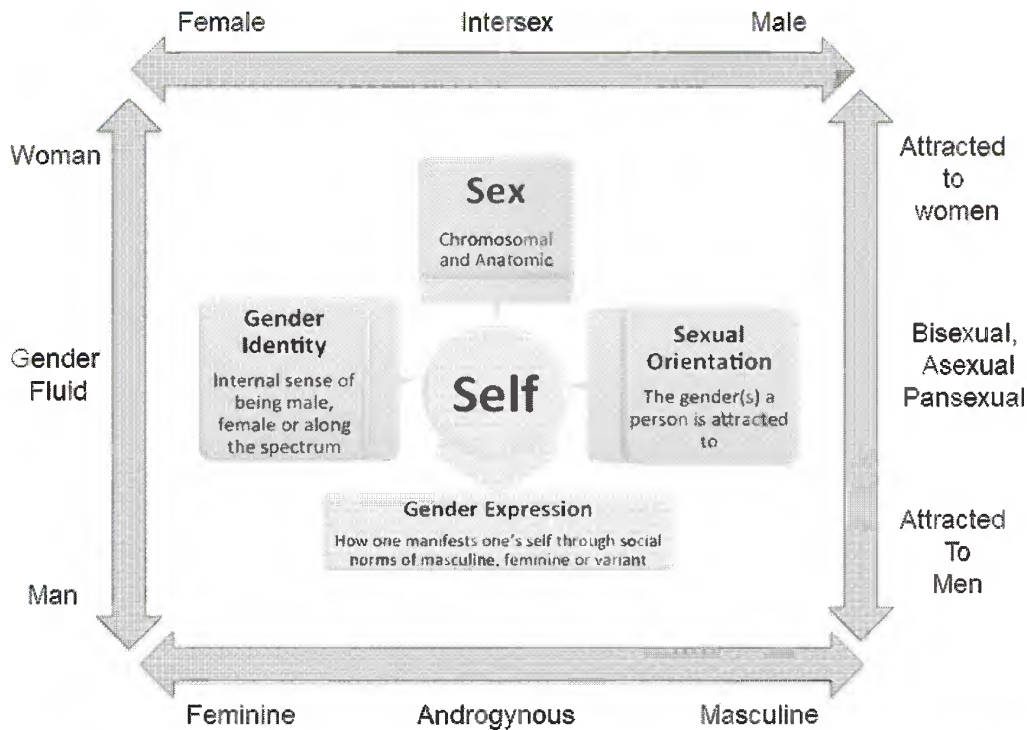 Female Intersex Male
Woman
Gender
Fluid
Man
Sex
Chromosomal
and Anatomic
Gender
Identity
Internal sense of
being male,
female or along
the spectrum
Self
Sexual
Orientation
The gender(s) a
person is attracted
to
Gender Expression
How one manifests one's self through social
norms of masculine, feminine or variant
Attracted
to
women
Bisexual,
Asexual
Pansexual
Attracted
To
Men
Feminine Androgynous Masculine